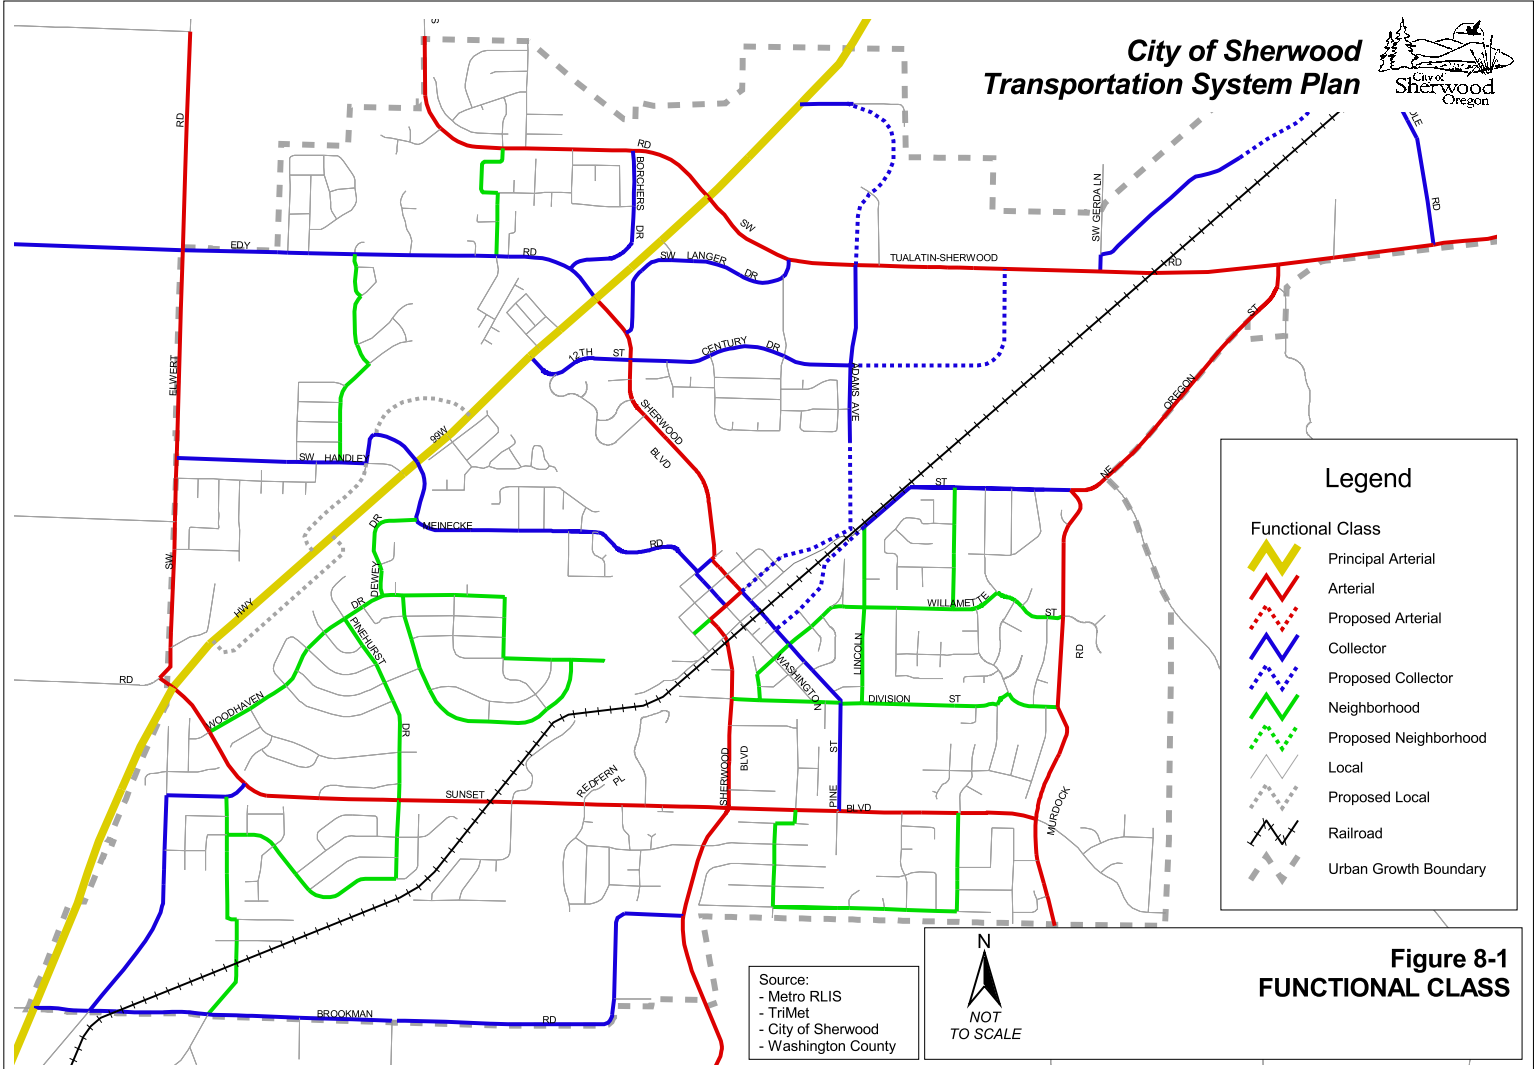 City of Sherwood
Transportation System Plan
City of
Sherwood
Oregon
RD
RD
BORCHERS
DR
SW
SW GERDA LN
RD
EDY
RD
SW LANGER
DR
TUALATIN-SHERWOOD
RD
ST
12TH ST
CENTURY DR
ELWERT
ADAMS AVE
OREGON
SHERWOOD
BLVD
99W
SW HANDLEY
NE
ST
DR
MEINECKE
RD
SW
DEWEY
HWY
DR
PINEHURST
WILLAMETTE
ST
LINCOLN
RD
WASHINGTON
RD
WOODHAVEN
DR
N
DIVISION ST
SHERWOOD
BLVD
ST
REDFERN
PL
SUNSET
PINE
BLVD
MURDOCK
BROOKMAN
RD
Legend
Functional Class
Principal Arterial
Arterial
Proposed Arterial
Collector
Proposed Collector
Neighborhood
Proposed Neighborhood
Local
Proposed Local
Railroad
Urban Growth Boundary
Source:
- Metro RLIS
- TriMet
- City of Sherwood
- Washington County
N
NOT
TO SCALE
Figure 8-1
FUNCTIONAL CLASS